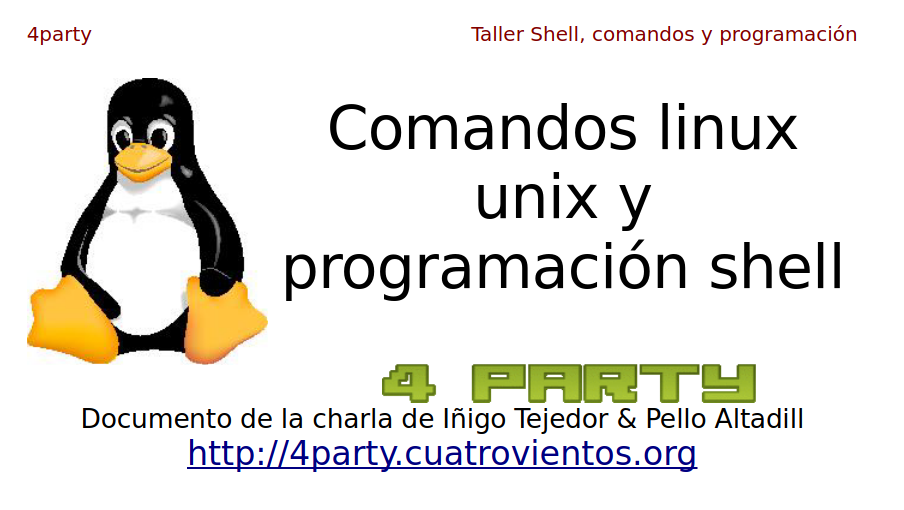 4party
Taller Shell, comandos y programación
Comandos linux
unix y
programación shell
4 PARTY
Documento de la charla de Iñigo Tejedor & Pello Altadill
http://4party.cuatrovientos.org